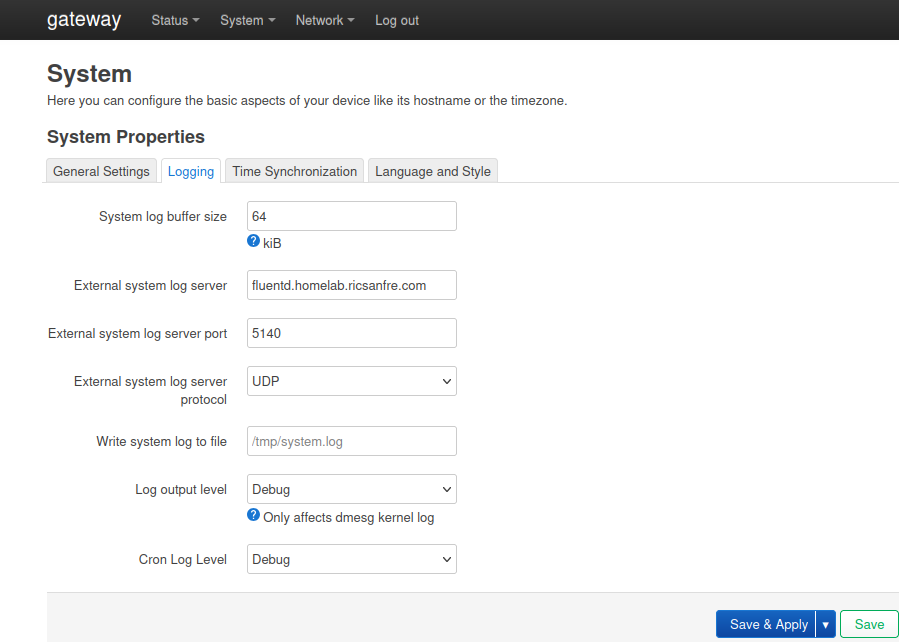 gateway Status System Network Log out
System
Here you can configure the basic aspects of your device like its hostname or the timezone.
System Properties
General Settings Logging Time Synchronization Language and Style
System log buffer size 64
? kiB
External system log server fluentd.homelab.ricsanfre.com
External system log server port 5140
External system log server protocol UDP
Write system log to file /tmp/system.log
Log output level Debug
? Only affects dmesg kernel log
Cron Log Level Debug
Save & Apply Save